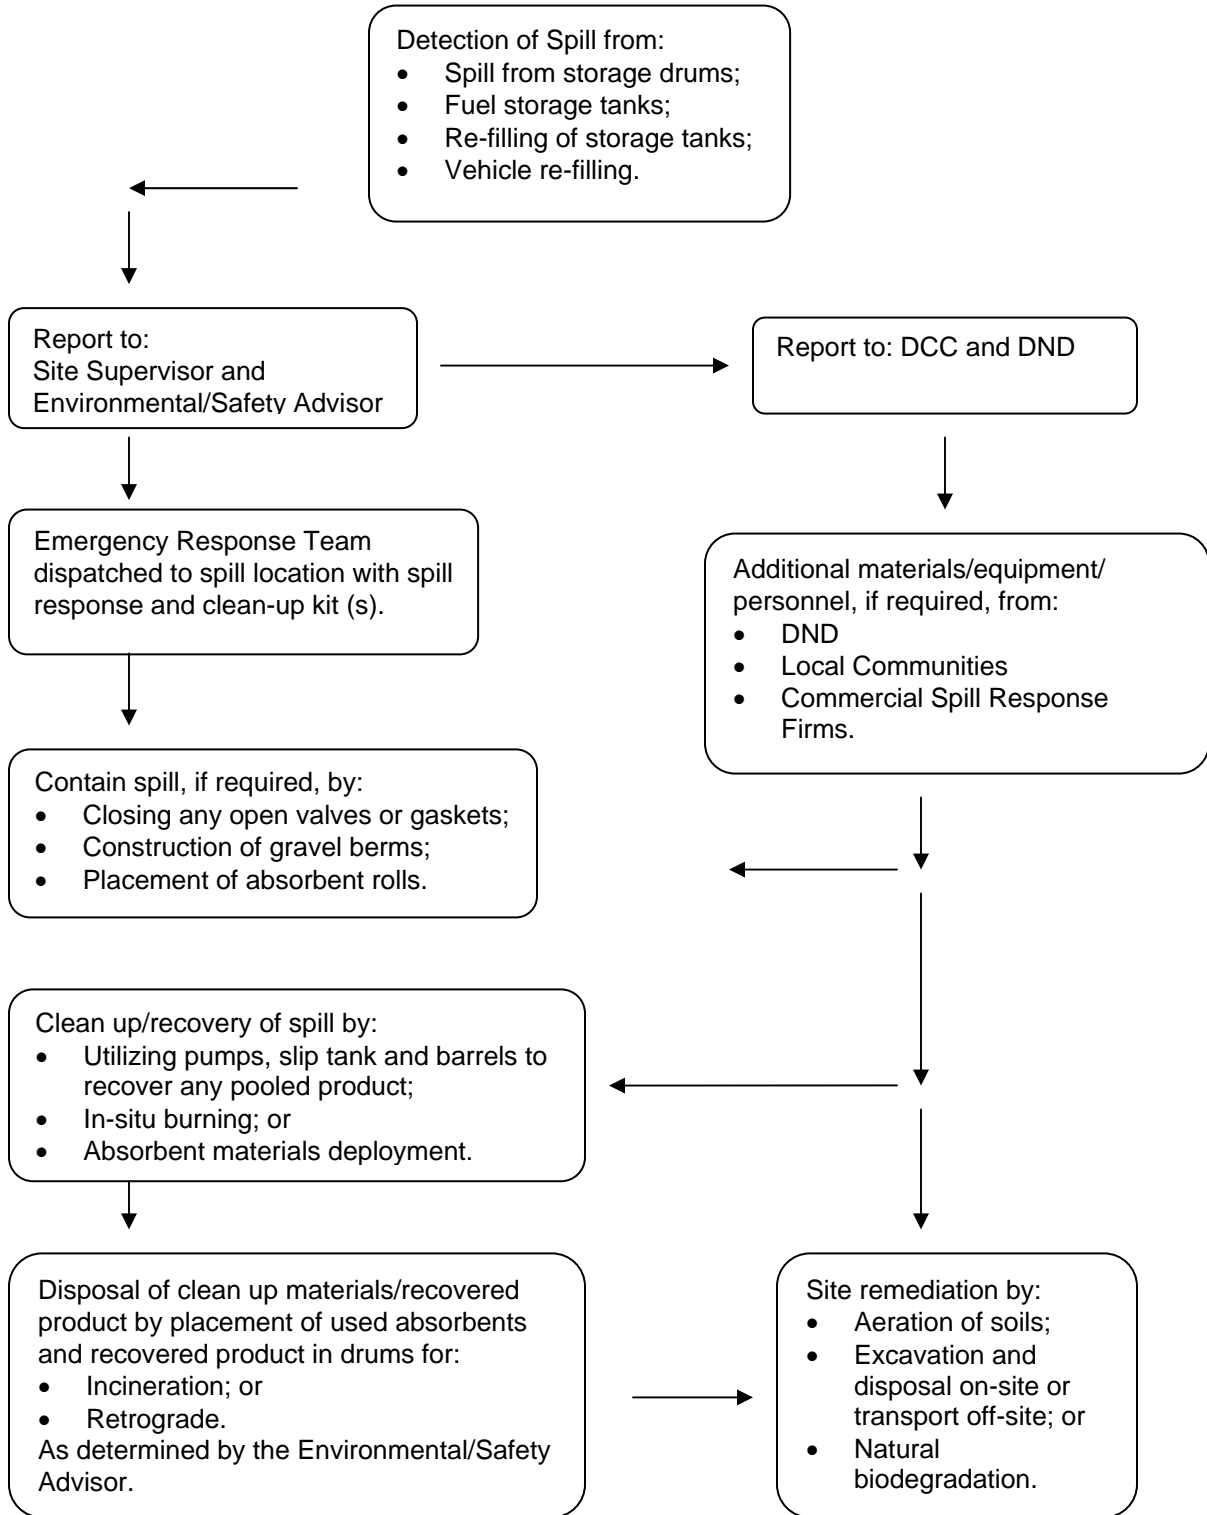 Detection of Spill from:
• Spill from storage drums;
• Fuel storage tanks;
• Re-filling of storage tanks;
• Vehicle re-filling.
Report to:
Site Supervisor and
Environmental/Safety Advisor
Report to: DCC and DND
Emergency Response Team
dispatched to spill location with spill
response and clean-up kit (s).
Additional materials/equipment/
personnel, if required, from:
• DND
• Local Communities
• Commercial Spill Response
Firms.
Contain spill, if required, by:
• Closing any open valves or gaskets;
• Construction of gravel berms;
• Placement of absorbent rolls.
Clean up/recovery of spill by:
• Utilizing pumps, slip tank and barrels to
recover any pooled product;
• In-situ burning; or
• Absorbent materials deployment.
Disposal of clean up materials/recovered
product by placement of used absorbents
and recovered product in drums for:
• Incineration; or
• Retrograde.
As determined by the Environmental/Safety
Advisor.
Site remediation by:
• Aeration of soils;
• Excavation and
disposal on-site or
transport off-site; or
• Natural
biodegradation.